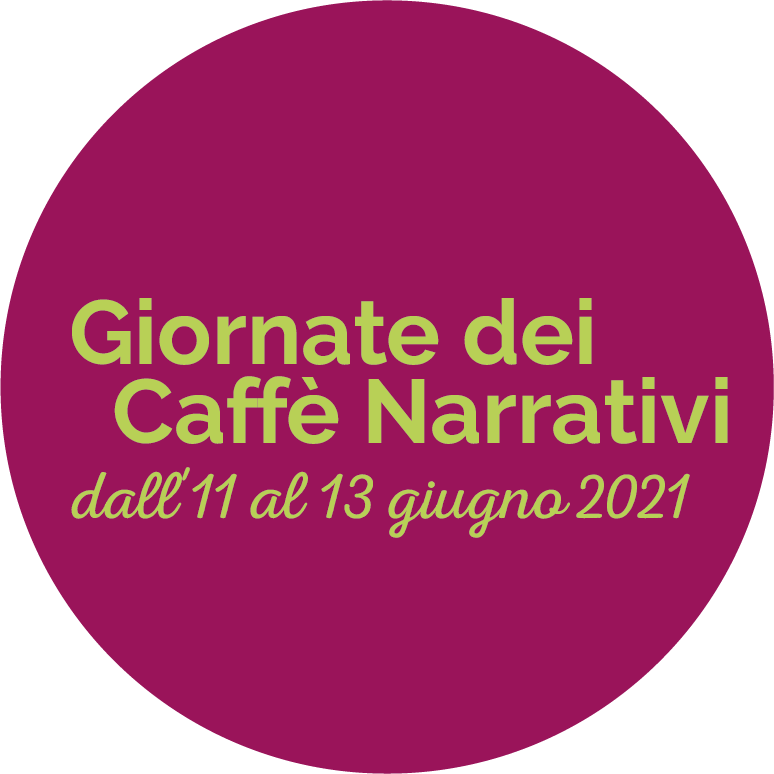 Giornate dei
Caffè Narrativi
dall'11 al 13 giugno 2021